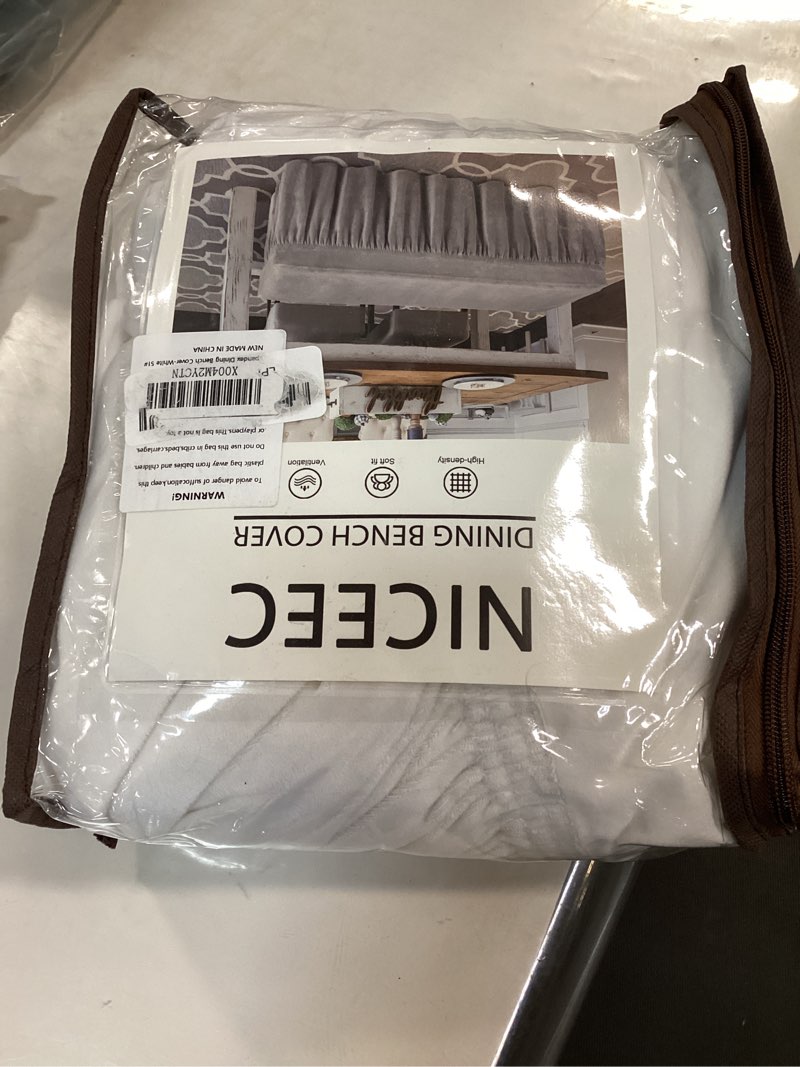 NICEEC
DINING BENCH COVER
High-density
Soft fit
Ventilation
WARNING!
To avoid danger of suffocation,keep this
plastic bag away from babies and children.
Do not use this bag in cribs,beds,carriages
or playpens.This bag is not a toy.
LP
X004M2YCTN
Dining Bench Cover-White 51#
NEW MADE IN CHINA